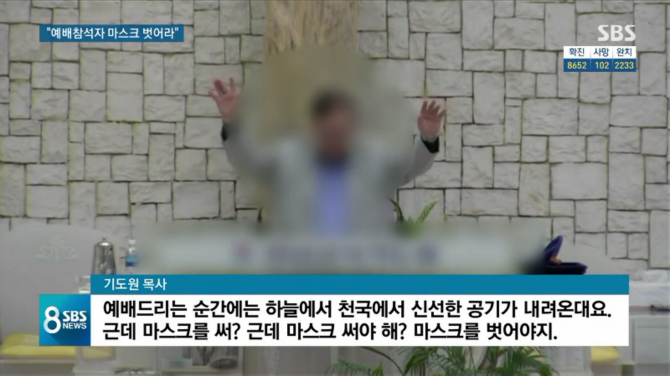 "예배참석자 마스크 벗어라"
SBS
확진 사망 완치
8652 102 2233
기도원 목사
예배드리는 순간에는 하늘에서 천국에서 신선한 공기가 내려온대요.
근데 마스크를 써? 근데 마스크 써야 해? 마스크를 벗어야지.
8 SBS NEWS